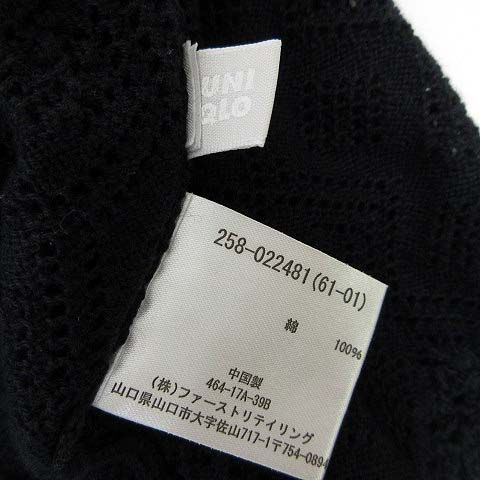 UNI
QLO
258-022481(61-01)
綿 100%
中国製
464-17A-39B
(株)ファーストリテイリング
山口県山口市大字佐山717-1〒754-0894